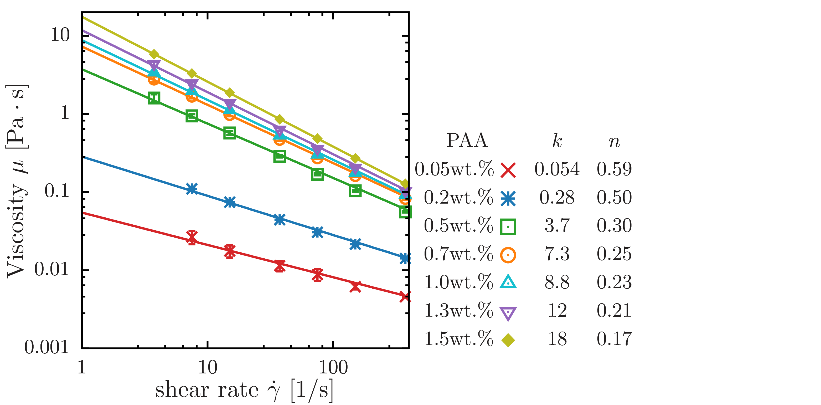 10
1
0.1
0.01
0.001
1 10 100
Viscosity μ [Pa · s]
shear rate γ̇ [1/s]
PAA k n
0.05wt.% 0.054 0.59
0.2wt.% 0.28 0.50
0.5wt.% 3.7 0.30
0.7wt.% 7.3 0.25
1.0wt.% 8.8 0.23
1.3wt.% 12 0.21
1.5wt.% 18 0.17